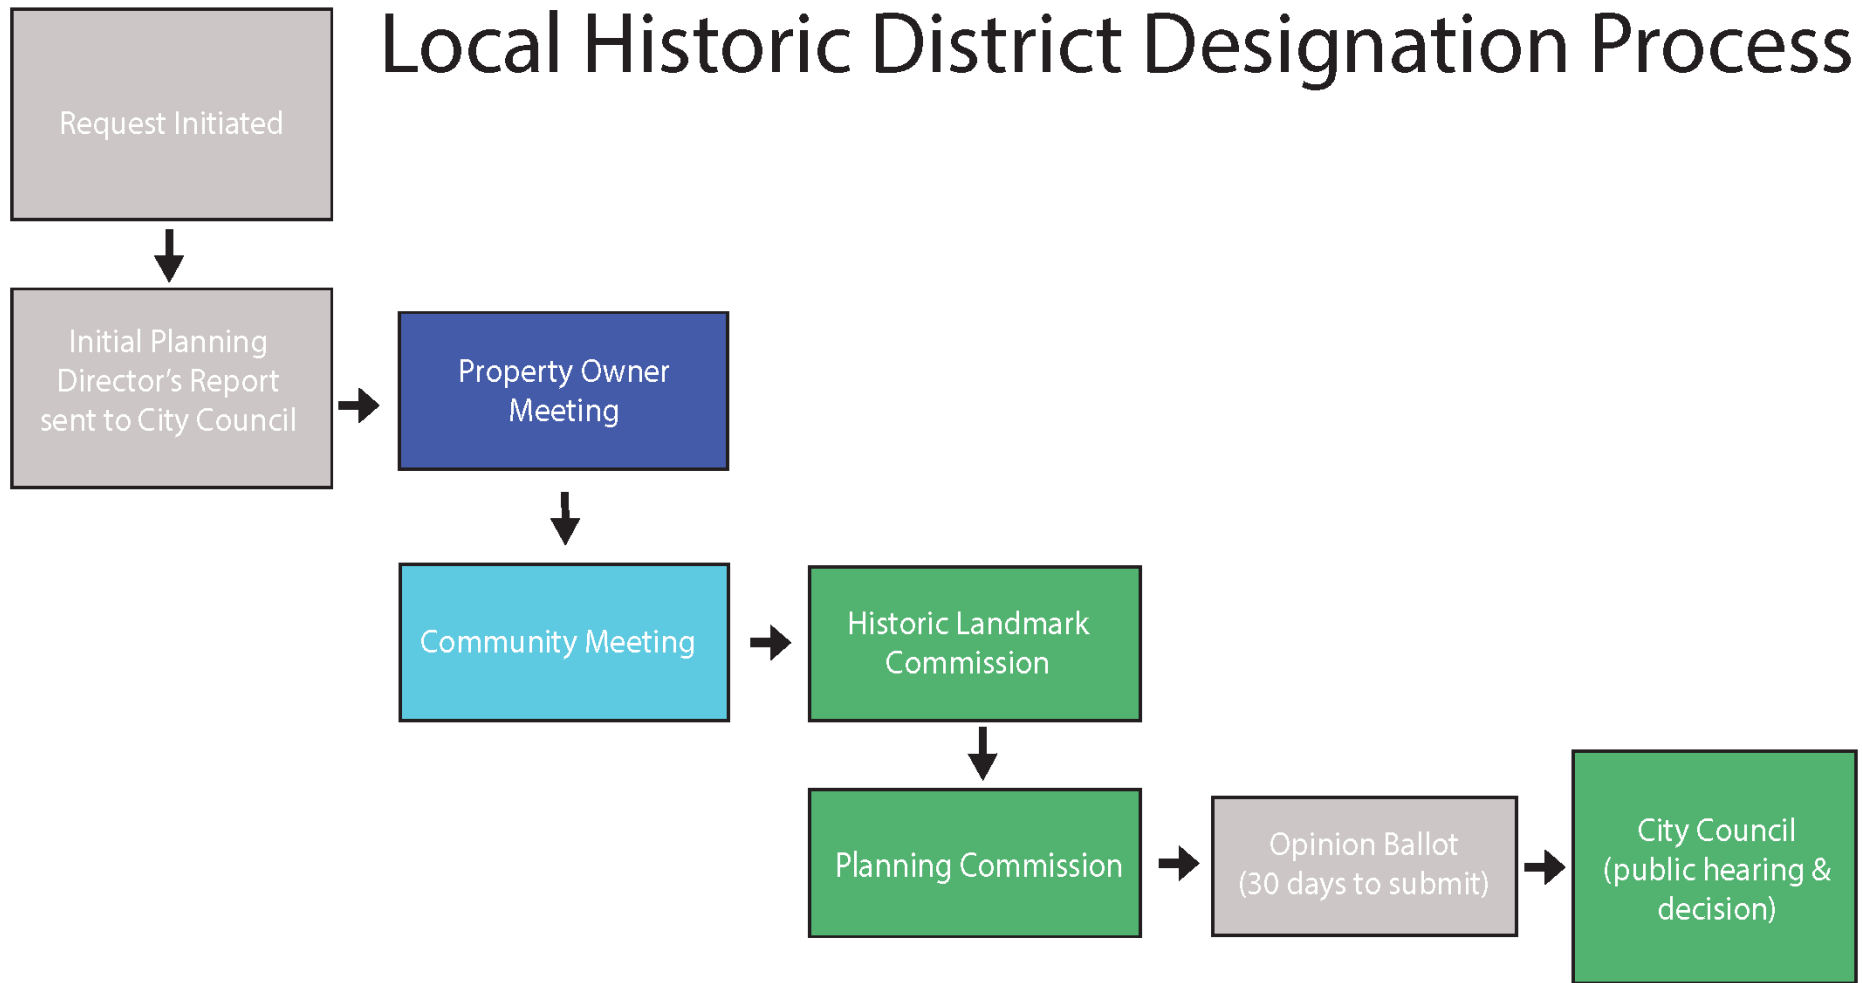 Local Historic District Designation Process
Request Initiated
Initial Planning
Director’s Report
sent to City Council
Property Owner
Meeting
Community Meeting
Historic Landmark
Commission
Planning Commission
Opinion Ballot
(30 days to submit)
City Council
(public hearing &
decision)